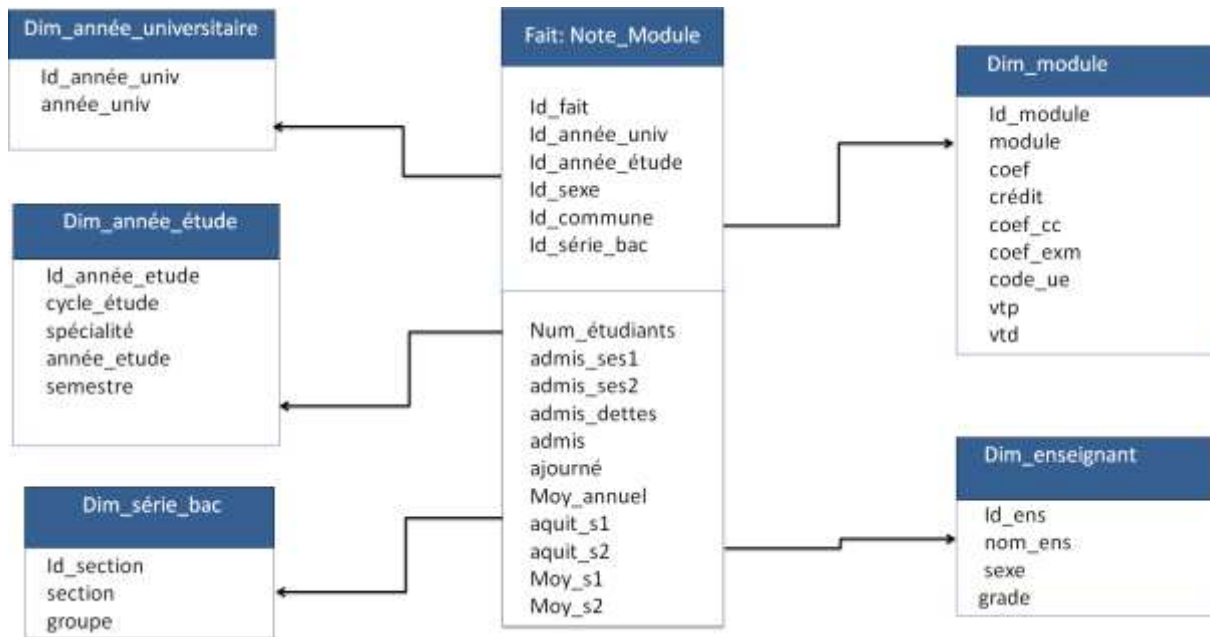 Dim_année_universitaire
Id_année_univ
année_univ
Dim_année_étude
Id_année_etude
cycle_étude
spécialité
année_etude
semestre
Dim_série_bac
Id_section
section
groupe
Fait: Note_Module
Id_fait
Id_année_univ
Id_année_étude
Id_sexe
Id_commune
Id_série_bac
Num_étudiants
admis_ses1
admis_ses2
admis_dettes
admis
ajourné
Moy_annuel
aquit_s1
aquit_s2
Moy_s1
Moy_s2
Dim_module
Id_module
module
coef
crédit
coef_cc
coef_exm
code_ue
vtp
vtd
Dim_enseignant
Id_ens
nom_ens
sexe
grade